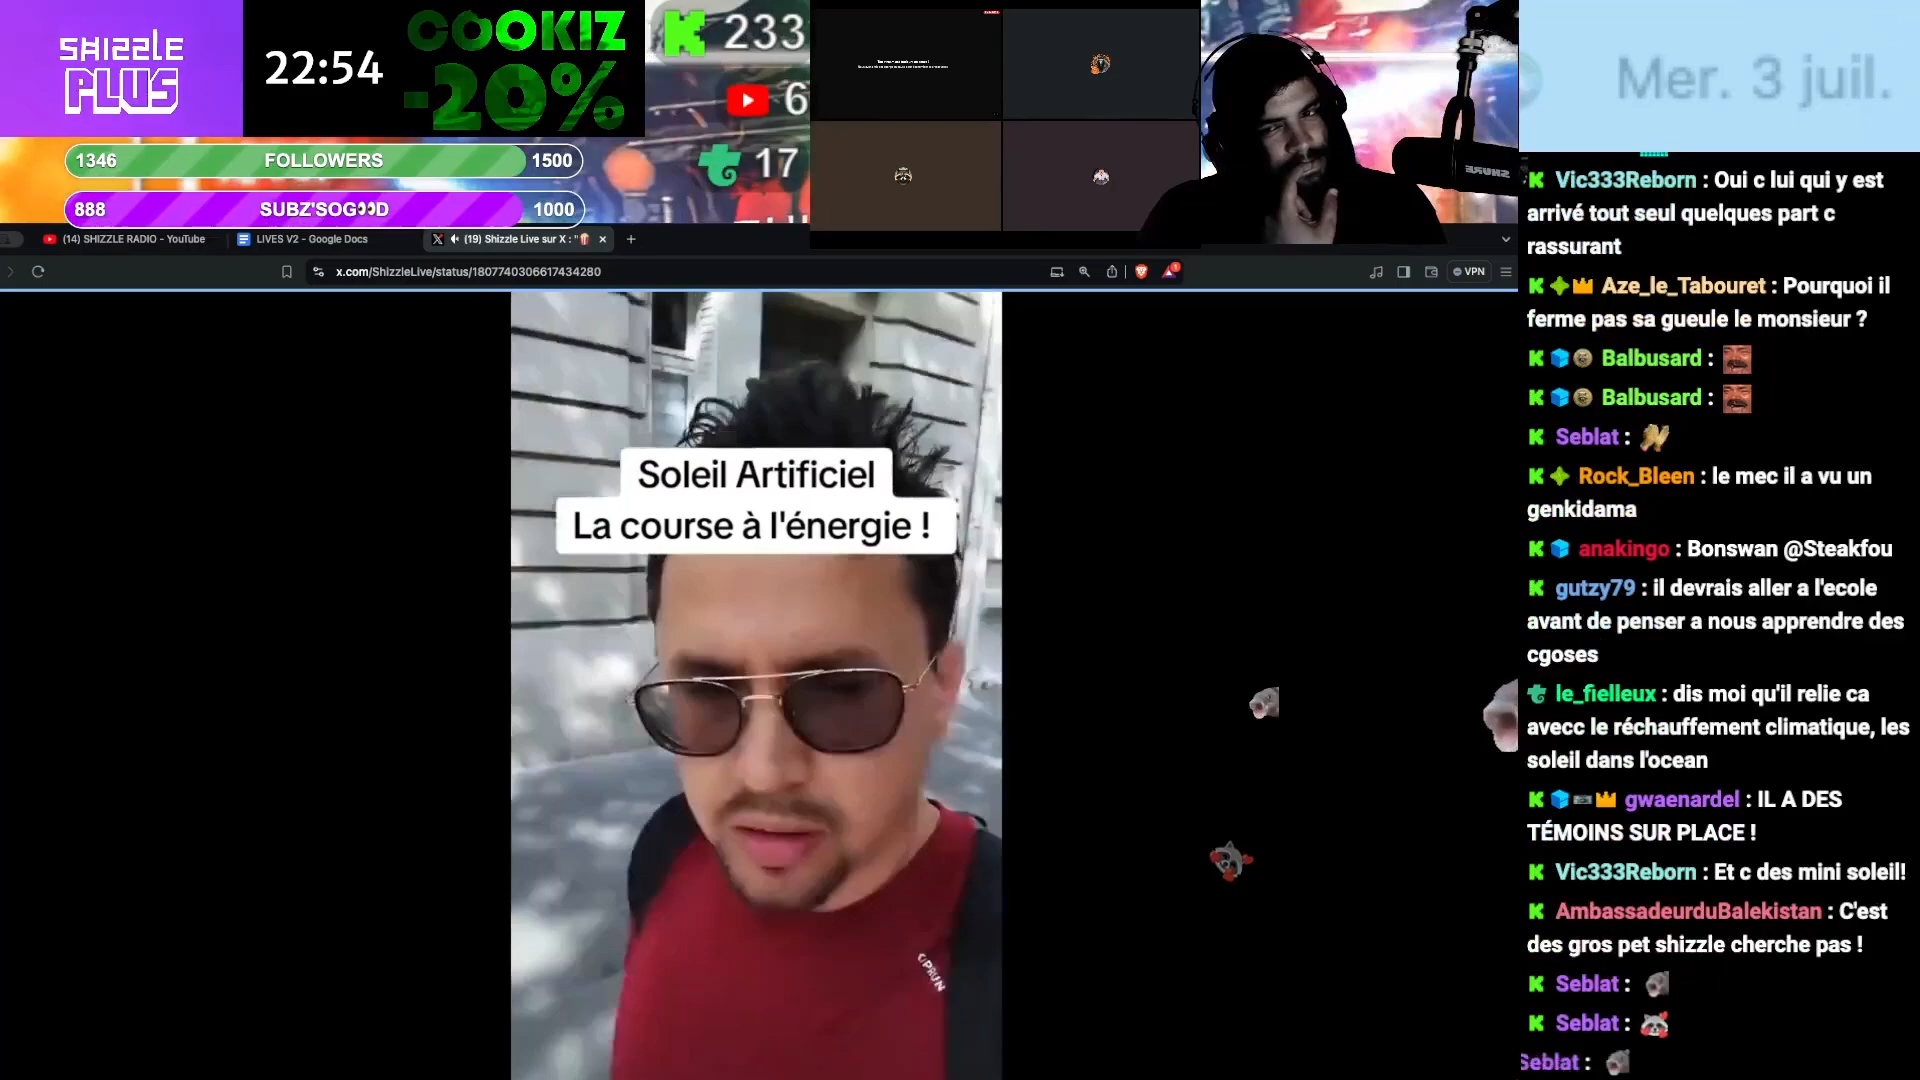 SHIZZLE
PLUS
22:54
COOKIZ
-20%
233
6
17
1346 FOLLOWERS 1500
888 SUBZ'SOG👀D 1000
SHURE
Mer. 3 juil.
(14) SHIZZLE RADIO - YouTube
LIVES V2 - Google Docs
(19) Shizzle Live sur X : "🍿
x.com/ShizzleLive/status/1807740306617434280
1
VPN
Soleil Artificiel
La course à l'énergie !
KIPRUN
Vic333Reborn : Oui c lui qui y est
arrivé tout seul quelques part c
rassurant
Aze_le_Tabouret : Pourquoi il
ferme pas sa gueule le monsieur ?
Balbusard :
Balbusard :
Seblat :
Rock_Bleen : le mec il a vu un
genkidama
anakingo : Bonswan @Steakfou
gutzy79 : il devrais aller a l'ecole
avant de penser a nous apprendre des
cgoses
le_fielleux : dis moi qu'il relie ca
avecc le réchauffement climatique, les
soleil dans l'ocean
gwaenardel : IL A DES
TÉMOINS SUR PLACE !
Vic333Reborn : Et c des mini soleil!
AmbassadeurduBalekistan : C'est
des gros pet shizzle cherche pas !
Seblat :
Seblat :
Seblat :